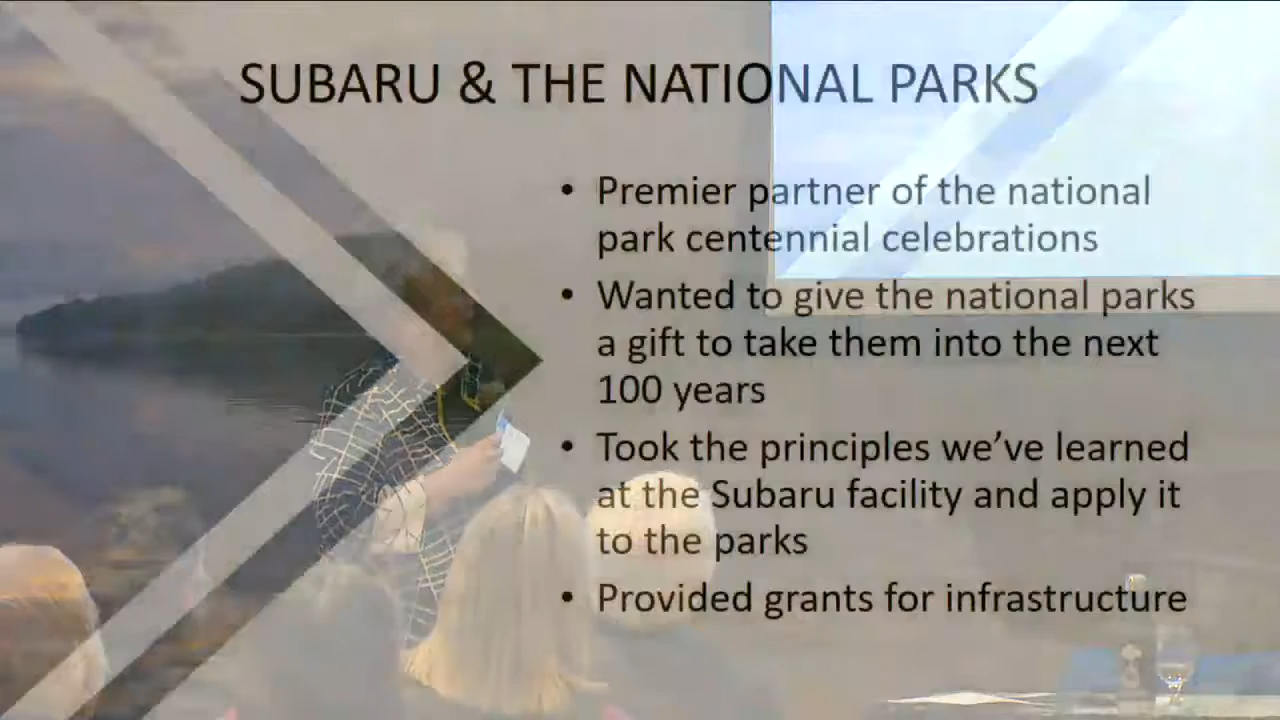 SUBARU & THE NATIONAL PARKS
• Premier partner of the national
park centennial celebrations
• Wanted to give the national parks
a gift to take them into the next
100 years
• Took the principles we’ve learned
at the Subaru facility and apply it
to the parks
• Provided grants for infrastructure